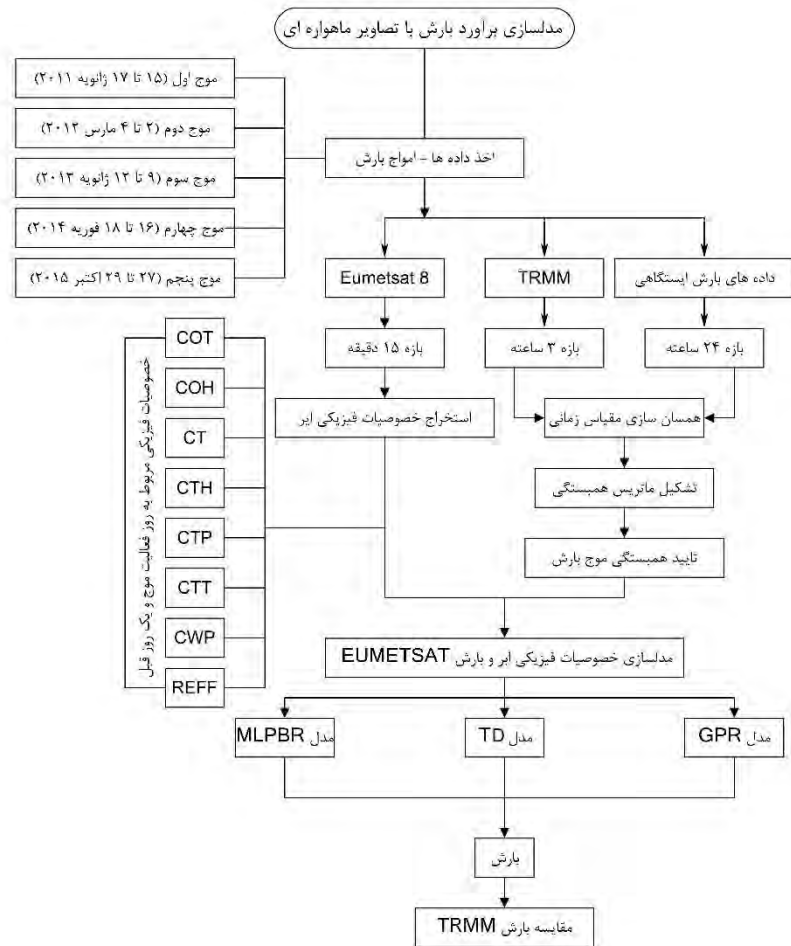 مدلسازی برآورد بارش با تصاویر ماهواره ای
موج اول (۱۵ تا ۱۷ ژانویه ۲۰۱۱)
موج دوم (۲ تا ۴ مارس ۲۰۱۲)
موج سوم (۹ تا ۱۲ ژانویه ۲۰۱۳)
موج چهارم (۱۶ تا ۱۸ فوریه ۲۰۱۴)
موج پنجم (۲۷ تا ۲۹ اکتبر ۲۰۱۵)
اخذ داده ها - امواج بارش
داده های بارش ایستگاهی
TRMM
Eumetsat 8
بازه ۲۴ ساعته
بازه ۳ ساعته
بازه ۱۵ دقیقه
همسان سازی مقیاس زمانی
استخراج خصوصیات فیزیکی ابر
تشکیل ماتریس همبستگی
تایید همبستگی موج بارش
COT
COH
CT
CTH
CTP
CTT
CWP
REFF
خصوصیات فیزیکی مربوط به روز فعالیت موج و یک روز قبل
مدلسازی خصوصیات فیزیکی ابر و بارش EUMETSAT
مدل GPR
مدل TD
مدل MLPBR
بارش
مقایسه بارش TRMM